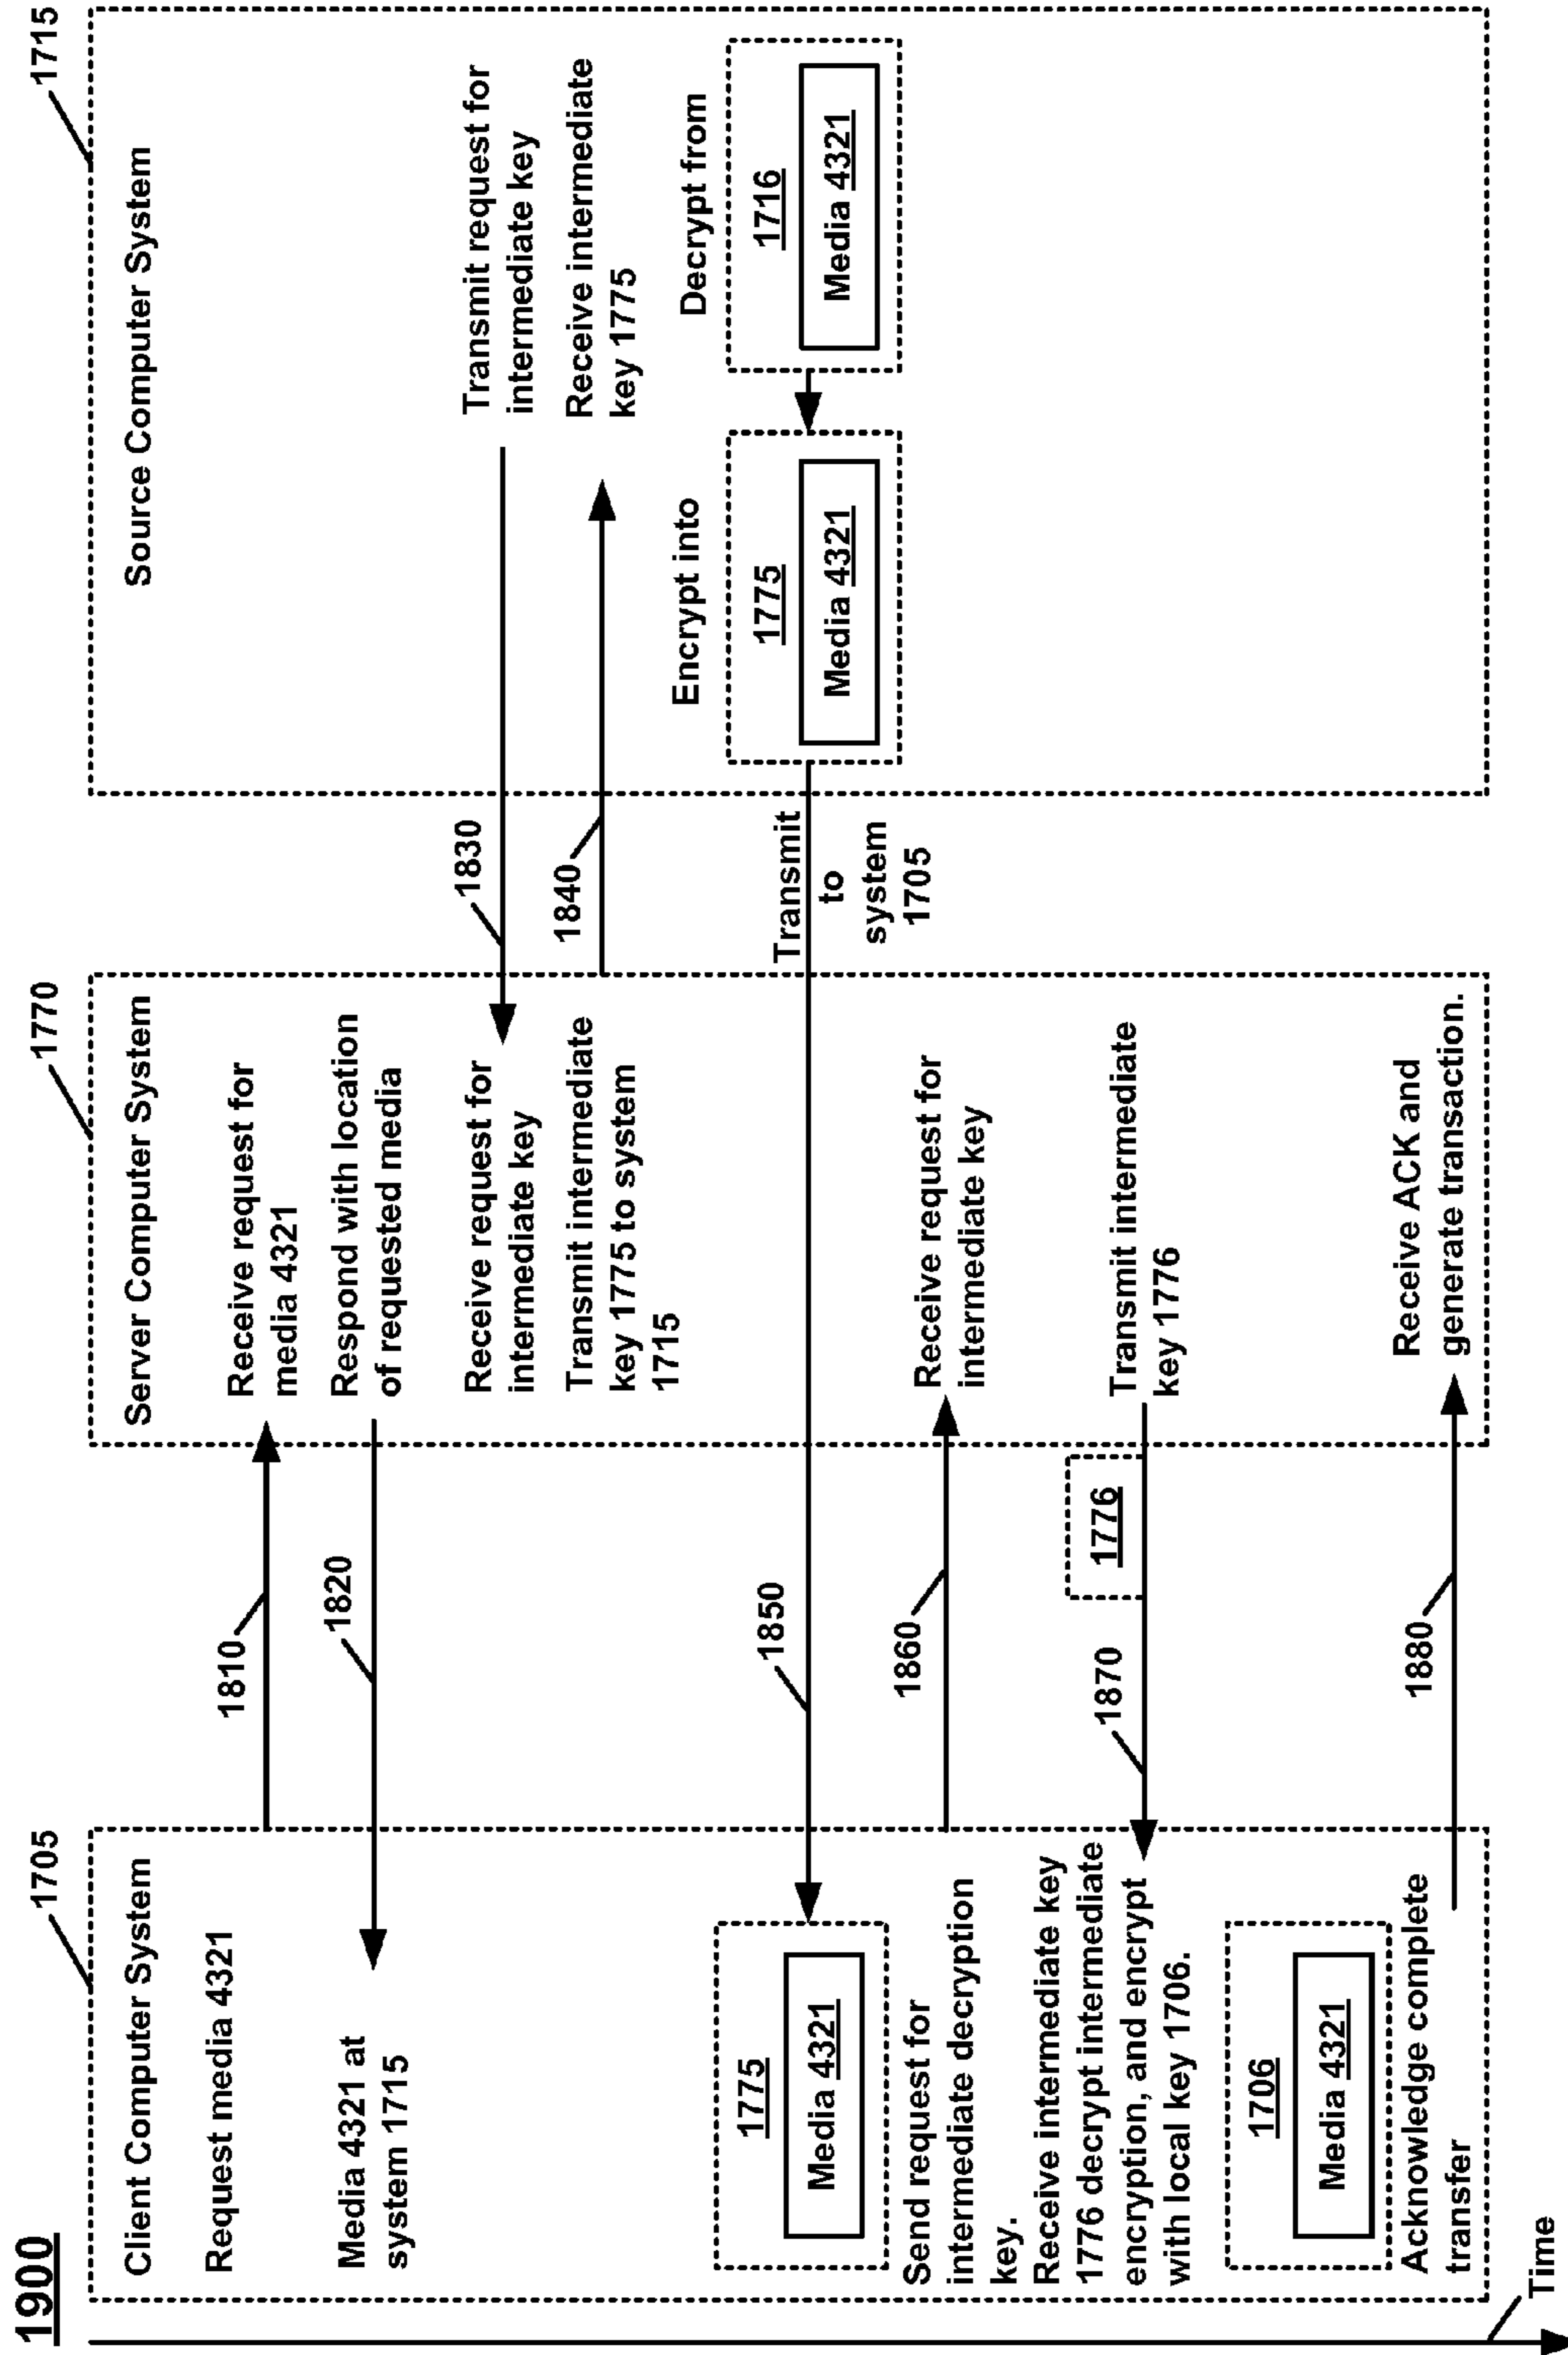 1900
1705
1770
1715
Client Computer System
Server Computer System
Source Computer System
Request media 4321
1810
Receive request for
media 4321
Media 4321 at
system 1715
1820
Respond with location
of requested media
Transmit request for
intermediate key
1830
Receive request for
intermediate key
Transmit intermediate
key 1775 to system
1715
1840
Receive intermediate
key 1775
Decrypt from
1716
Media 4321
Encrypt into
1775
Media 4321
Transmit
to
system
1705
1850
1775
Media 4321
Send request for
intermediate decryption
key.
1860
Receive request for
intermediate key
Transmit intermediate
key 1776
1776
1870
Receive intermediate key
1776 decrypt intermediate
encryption, and encrypt
with local key 1706.
1706
Media 4321
Acknowledge complete
transfer
1880
Receive ACK and
generate transaction.
Time